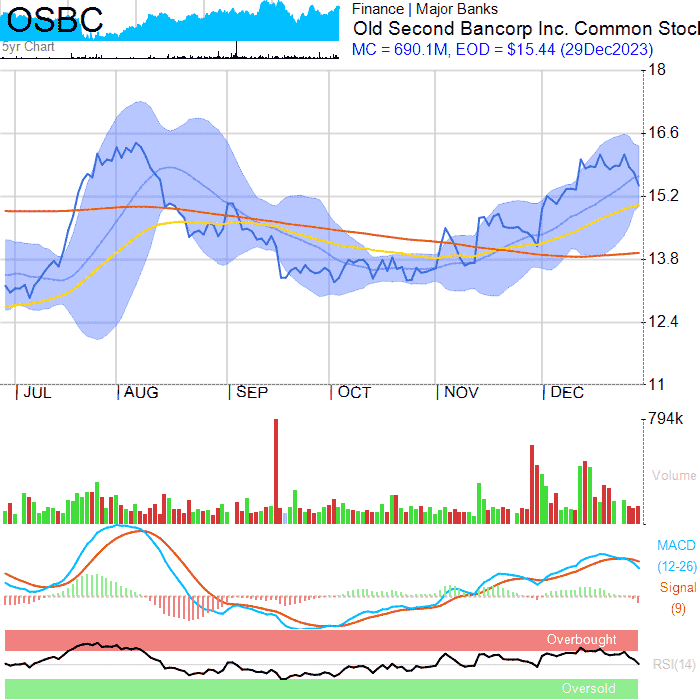 OSBC
5yr Chart
Finance | Major Banks
Old Second Bancorp Inc. Common Stoc
MC = 690.1M, EOD = $15.44 (29Dec2023)
18
16.6
15.2
13.8
12.4
11
JUL AUG SEP OCT NOV DEC
794k
Volume
MACD
(12-26)
Signal
(9)
Overbought
RSI(14)
Oversold